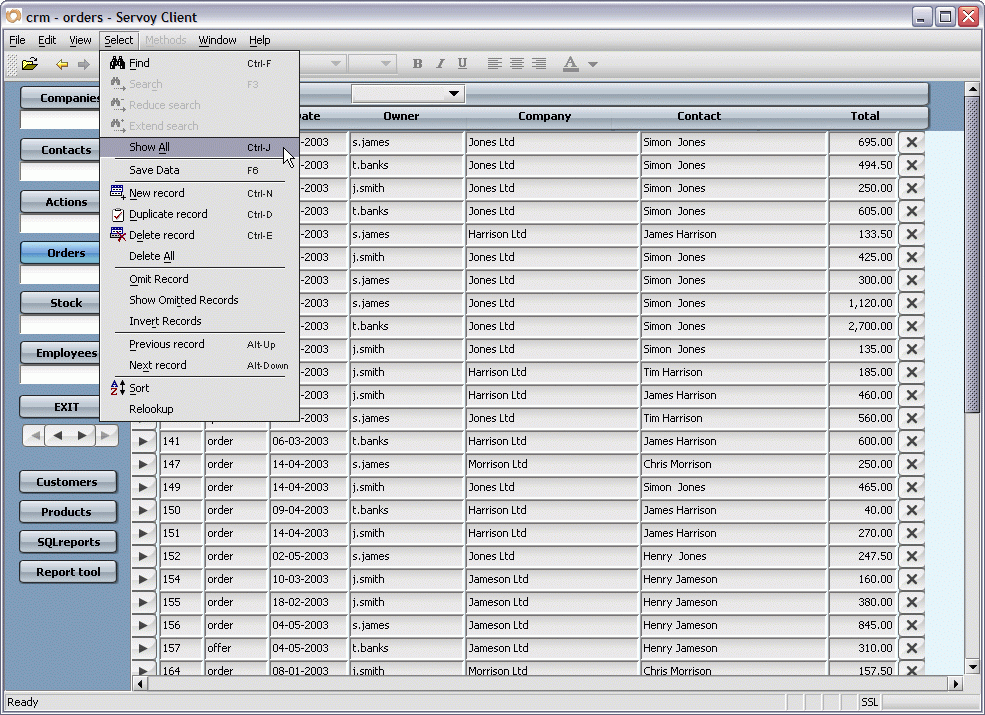 crm - orders - Servoy Client
File Edit View Select Methods Window Help
B I U A
Find Ctrl-F
Search F3
Reduce search
Extend search
Show All Ctrl-J
Save Data F6
New record Ctrl-N
Duplicate record Ctrl-D
Delete record Ctrl-E
Delete All
Omit Record
Show Omitted Records
Invert Records
Previous record Alt-Up
Next record Alt-Down
Sort
Relookup
Companies
Contacts
Actions
Orders
Stock
Employees
EXIT
Customers
Products
SQLreports
Report tool
ate Owner Company Contact Total
-2003 s.james Jones Ltd Simon Jones 695.00
-2003 t.banks Jones Ltd Simon Jones 494.50
-2003 j.smith Jones Ltd Simon Jones 250.00
-2003 t.banks Jones Ltd Simon Jones 605.00
-2003 s.james Harrison Ltd James Harrison 133.50
-2003 j.smith Jones Ltd Simon Jones 425.00
-2003 s.james Jones Ltd Simon Jones 300.00
-2003 s.james Jones Ltd Simon Jones 1,120.00
-2003 t.banks Jones Ltd Simon Jones 2,700.00
-2003 j.smith Jones Ltd Simon Jones 135.00
-2003 j.smith Harrison Ltd Tim Harrison 185.00
-2003 j.smith Harrison Ltd James Harrison 460.00
-2003 s.james Jones Ltd Tim Harrison 560.00
141 order 06-03-2003 t.banks Harrison Ltd James Harrison 600.00
147 order 14-04-2003 s.james Morrison Ltd Chris Morrison 250.00
149 order 14-04-2003 j.smith Jones Ltd Simon Jones 465.00
150 order 09-04-2003 t.banks Harrison Ltd James Harrison 40.00
151 order 14-04-2003 j.smith Harrison Ltd James Harrison 270.00
152 order 02-05-2003 s.james Jones Ltd Henry Jones 247.50
154 order 10-03-2003 j.smith Jameson Ltd Henry Jameson 160.00
155 order 18-02-2003 j.smith Jameson Ltd Henry Jameson 380.00
156 order 04-05-2003 s.james Jameson Ltd Henry Jameson 845.00
157 offer 04-05-2003 t.banks Jameson Ltd Henry Jameson 310.00
164 order 08-01-2003 j.smith Morrison Ltd Chris Morrison 157.50
Ready SSL